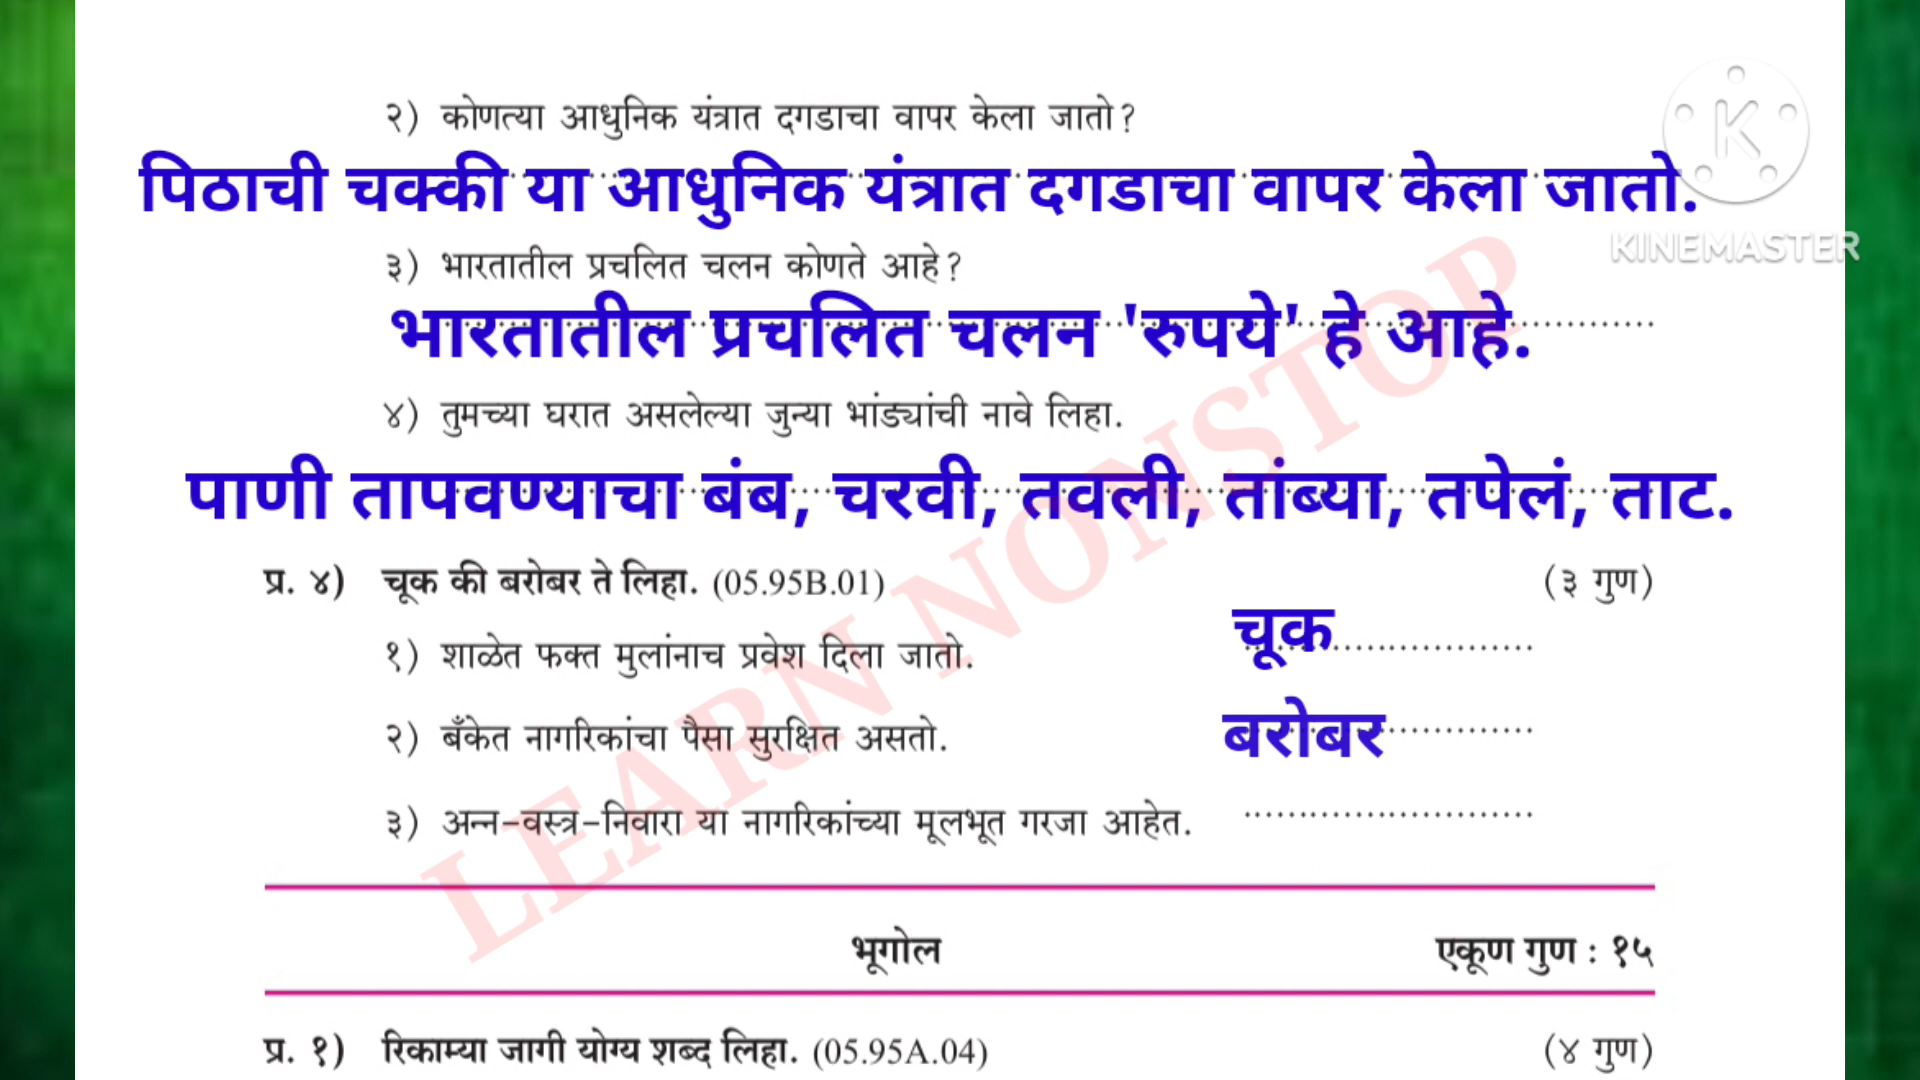 २) कोणत्या आधुनिक यंत्रात दगडाचा वापर केला जातो?
पिठाची चक्की या आधुनिक यंत्रात दगडाचा वापर केला जातो.
KINEMASTER
३) भारतातील प्रचलित चलन कोणते आहे?
भारतातील प्रचलित चलन 'रुपये' हे आहे.
४) तुमच्या घरात असलेल्या जुन्या भांड्यांची नावे लिहा.
पाणी तापवण्याचा बंब, चरवी, तवली, तांब्या, तपेलं, ताट.
प्र. ४) चूक की बरोबर ते लिहा. (05.95B.01) (३ गुण)
१) शाळेत फक्त मुलांनाच प्रवेश दिला जातो. चूक
२) बँकेत नागरिकांचा पैसा सुरक्षित असतो. बरोबर
३) अन्न-वस्त्र-निवारा या नागरिकांच्या मूलभूत गरजा आहेत.
LEARN NONSTOP
भूगोल एकूण गुण : १५
प्र. १) रिकाम्या जागी योग्य शब्द लिहा. (05.95A.04) (४ गुण)